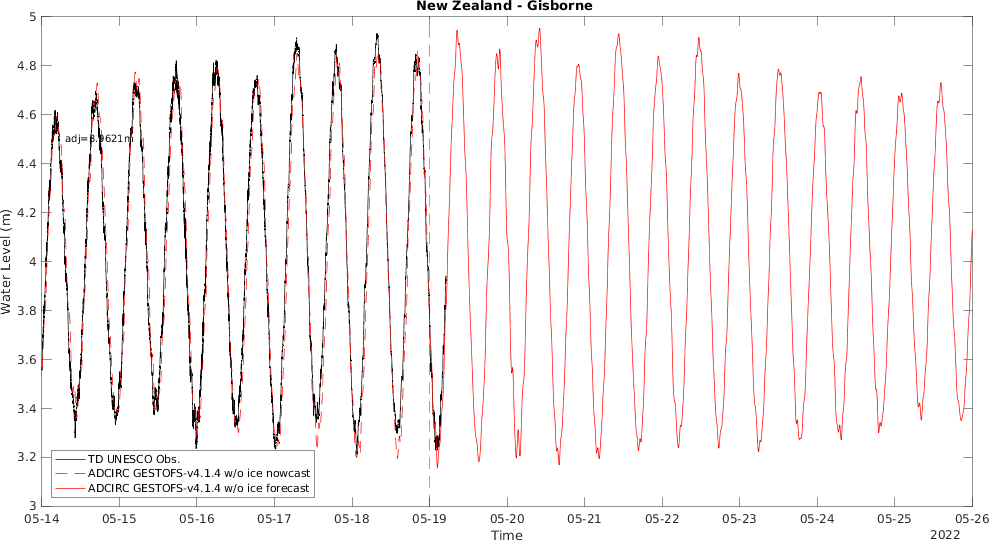 New Zealand - Gisborne
Water Level (m)
5
4.8
4.6
4.4
4.2
4
3.8
3.6
3.4
3.2
3
adj=3.9621m
TD UNESCO Obs.
ADCIRC GESTOFS-v4.1.4 w/o ice nowcast
ADCIRC GESTOFS-v4.1.4 w/o ice forecast
05-14 05-15 05-16 05-17 05-18 05-19 05-20 05-21 05-22 05-23 05-24 05-25 05-26
Time
2022